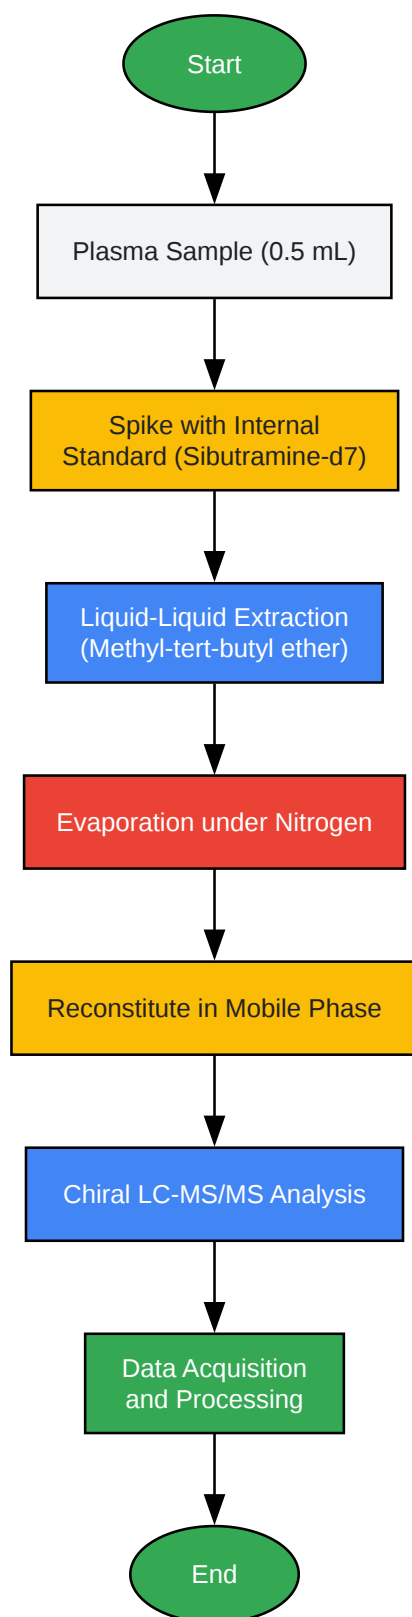 Start
Plasma Sample (0.5 mL)
Spike with Internal
Standard (Sibutramine-d7)
Liquid-Liquid Extraction
(Methyl-tert-butyl ether)
Evaporation under Nitrogen
Reconstitute in Mobile Phase
Chiral LC-MS/MS Analysis
Data Acquisition
and Processing
End